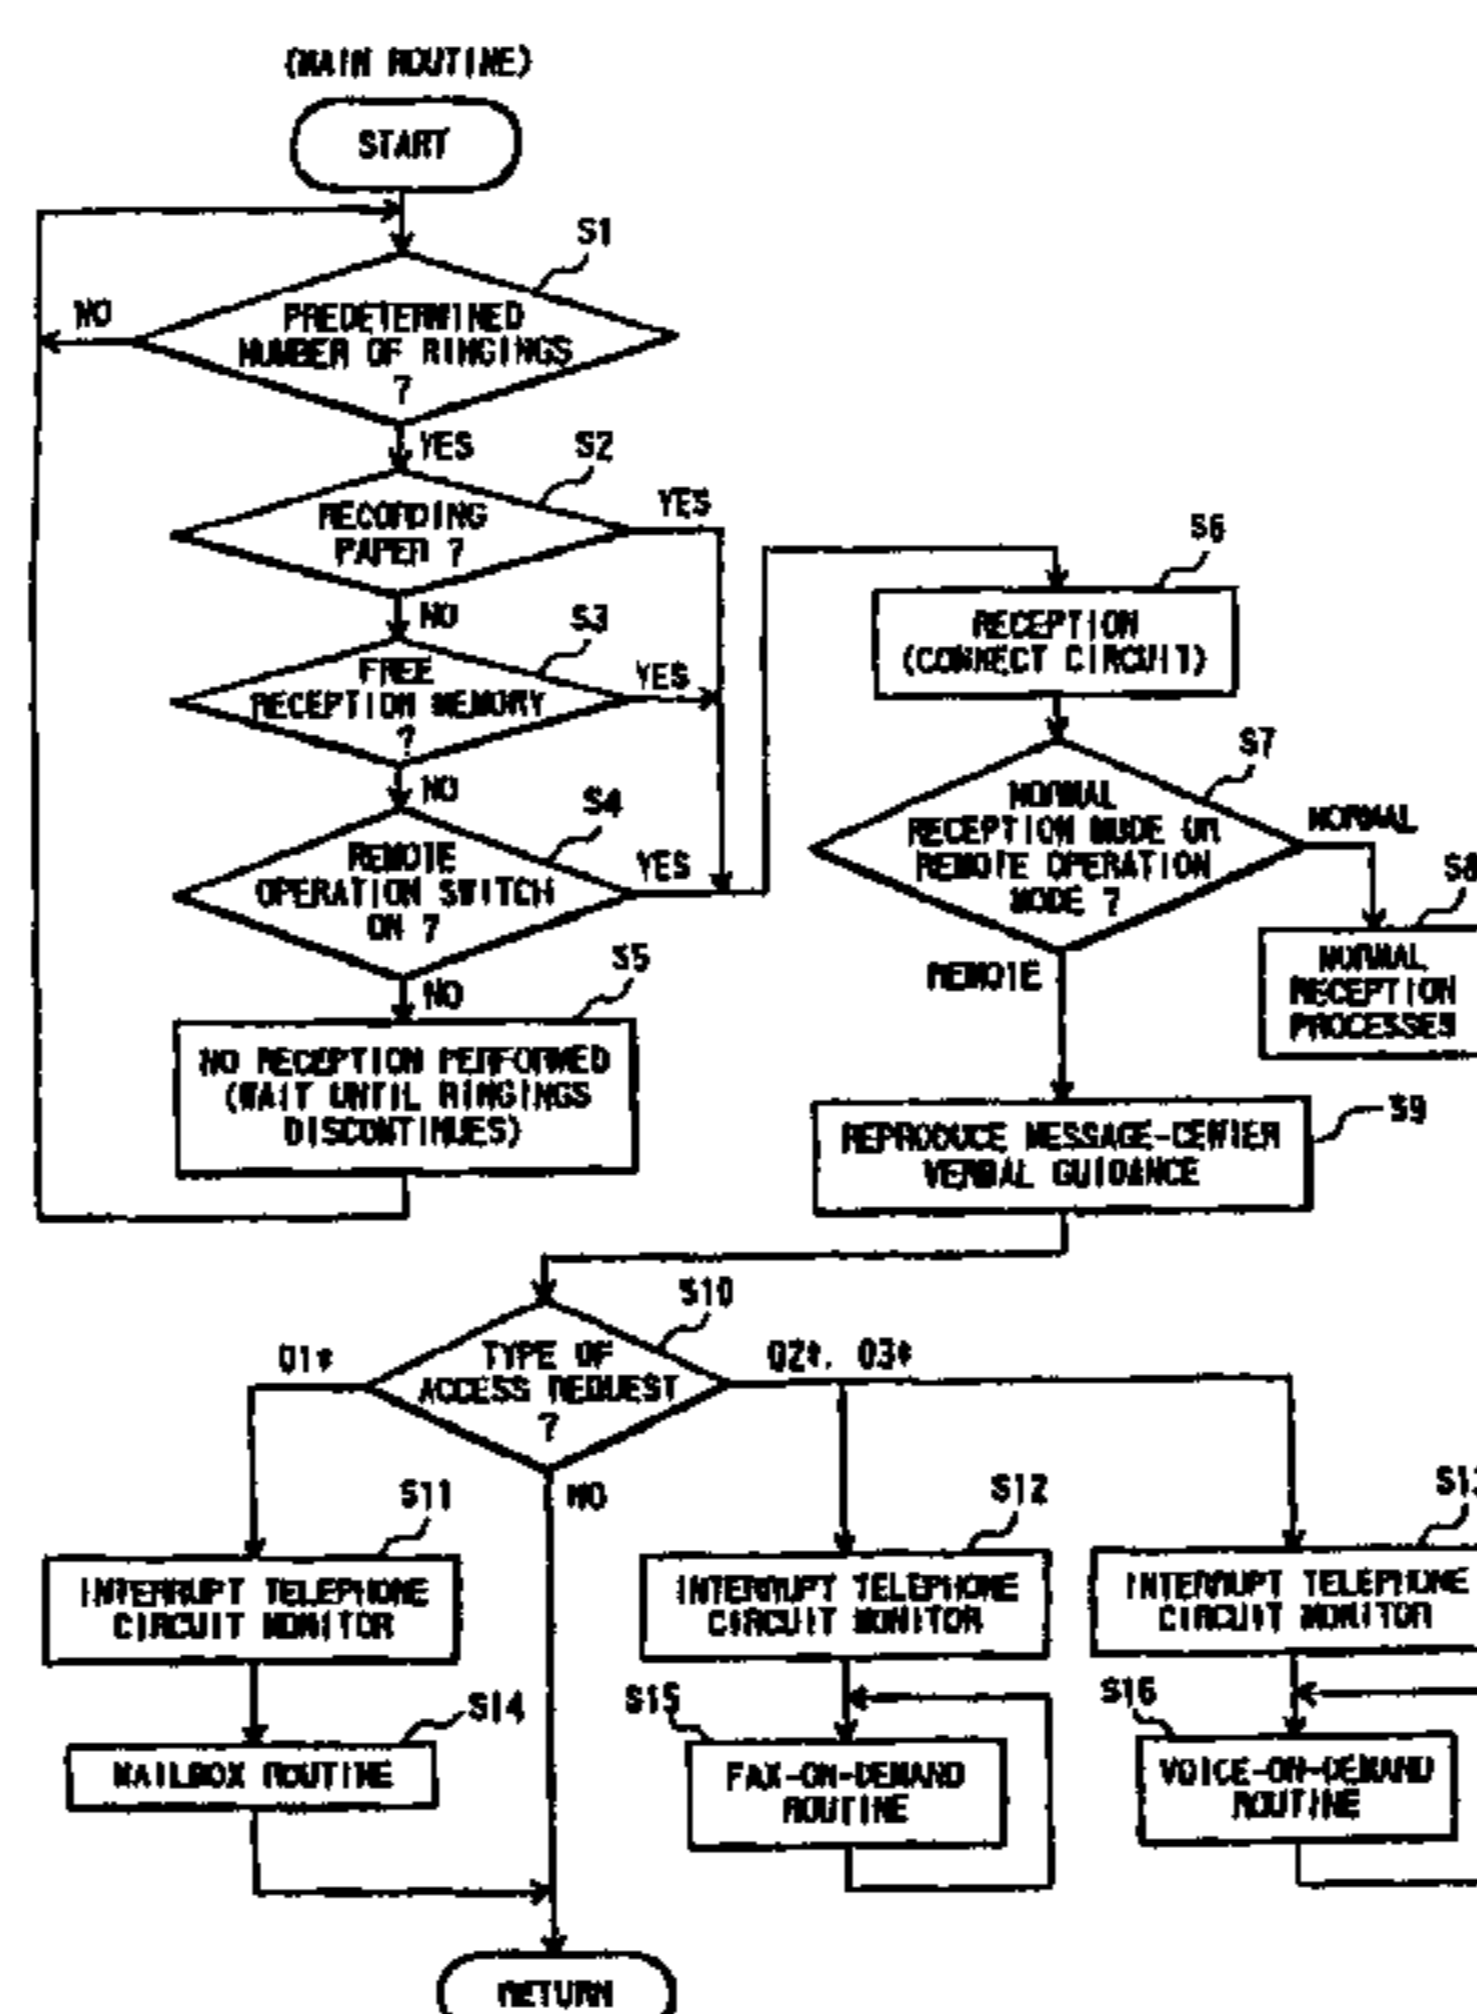 (MAIN ROUTINE)
START
S1
NO
PREDETERMINED
NUMBER OF RINGINGS
?
YES
S2
RECORDING
PAPER ?
YES
NO
S3
FREE
RECEPTION MEMORY
?
YES
NO
S4
REMOTE
OPERATION SWITCH
ON ?
YES
NO
S5
NO RECEPTION PERFORMED
(WAIT UNTIL RINGINGS
DISCONTINUES)
S6
RECEPTION
(CONNECT CIRCUIT)
S7
NORMAL
RECEPTION MODE OR
REMOTE OPERATION
MODE ?
NORMAL
REMOTE
S8
NORMAL
RECEPTION
PROCESSES
S9
REPRODUCE MESSAGE-CENTER
VERBAL GUIDANCE
S10
TYPE OF
ACCESS REQUEST
?
01*
02*, 03*
NO
S11
INTERRUPT TELEPHONE
CIRCUIT MONITOR
S12
INTERRUPT TELEPHONE
CIRCUIT MONITOR
S13
INTERRUPT TELEPHONE
CIRCUIT MONITOR
S14
MAILBOX ROUTINE
S15
FAX-ON-DEMAND
ROUTINE
S16
VOICE-ON-DEMAND
ROUTINE
RETURN